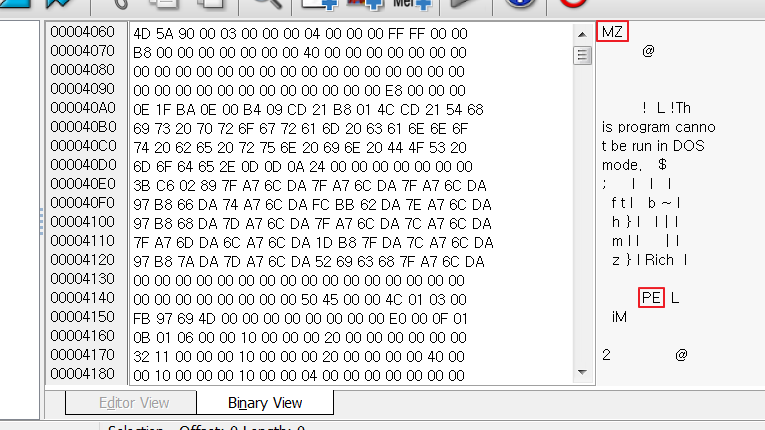 00004060 4D 5A 90 00 03 00 00 00 04 00 00 00 FF FF 00 00 MZ
00004070 B8 00 00 00 00 00 00 00 40 00 00 00 00 00 00 00 @
00004080 00 00 00 00 00 00 00 00 00 00 00 00 00 00 00 00
00004090 00 00 00 00 00 00 00 00 00 00 00 00 E8 00 00 00
000040A0 0E 1F BA 0E 00 B4 09 CD 21 B8 01 4C CD 21 54 68 ! L !Th
000040B0 69 73 20 70 72 6F 67 72 61 6D 20 63 61 6E 6E 6F is program canno
000040C0 74 20 62 65 20 72 75 6E 20 69 6E 20 44 4F 53 20 t be run in DOS
000040D0 6D 6F 64 65 2E 0D 0D 0A 24 00 00 00 00 00 00 00 mode. $
000040E0 3B C6 02 89 7F A7 6C DA 7F A7 6C DA 7F A7 6C DA ; l l l
000040F0 97 B8 66 DA 74 A7 6C DA FC BB 62 DA 7E A7 6C DA f t l b ~ l
00004100 97 B8 68 DA 7D A7 6C DA 7F A7 6C DA 7C A7 6C DA h } l l | l
00004110 7F A7 6D DA 6C A7 6C DA 1D B8 7F DA 7C A7 6C DA m l l | l
00004120 97 B8 7A DA 7D A7 6C DA 52 69 63 68 7F A7 6C DA z } l Rich l
00004130 00 00 00 00 00 00 00 00 00 00 00 00 00 00 00 00
00004140 00 00 00 00 00 00 00 00 50 45 00 00 4C 01 03 00 PE L
00004150 FB 97 69 4D 00 00 00 00 00 00 00 00 E0 00 0F 01 iM
00004160 0B 01 06 00 00 10 00 00 00 20 00 00 00 00 00 00
00004170 32 11 00 00 00 10 00 00 00 20 00 00 00 00 40 00 2 @
00004180 00 10 00 00 00 10 00 00 04 00 00 00 00 00 00 00
Editor View Binary View
Selection Offset: 0 Length: 0